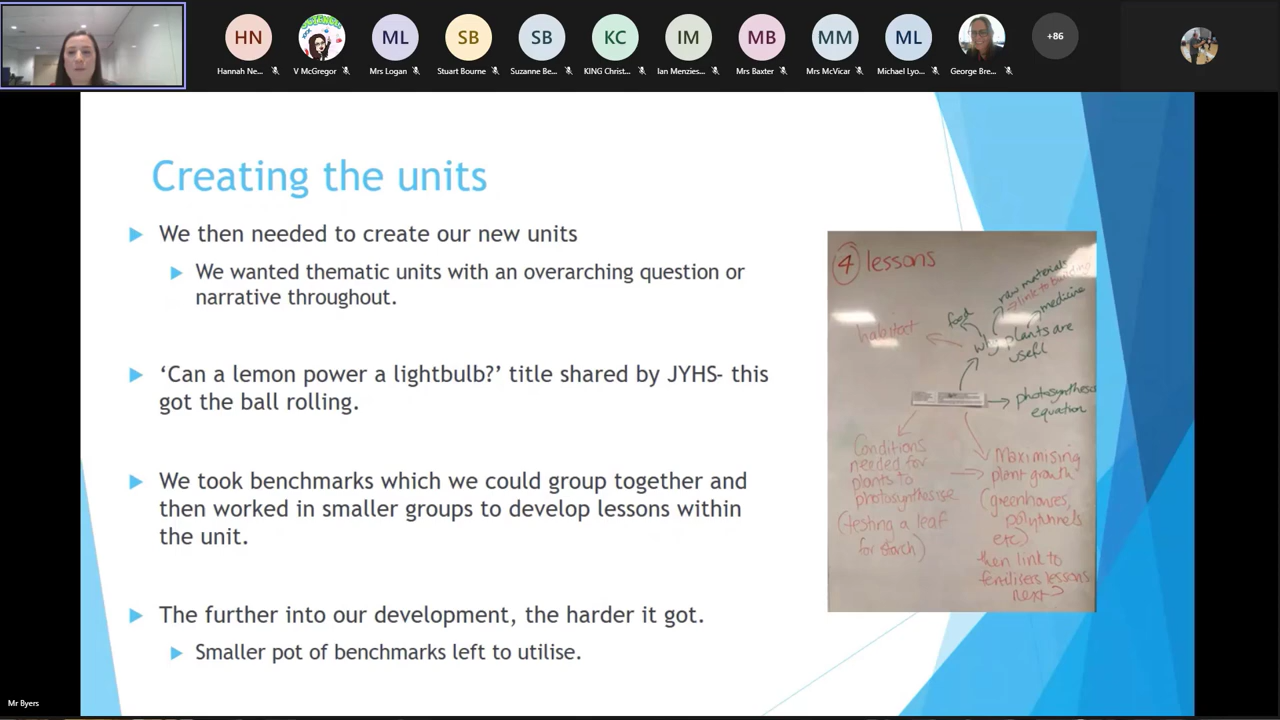 HN
ML
SB
SB
KC
IM
MB
MM
ML
+86
Hannah Ne...
V McGregor
Mrs Logan
Stuart Bourne
Suzanne Be...
KING Christ...
Ian Menzies...
Mrs Baxter
Mrs McVicar
Michael Lyo...
George Bre...
Creating the units
We then needed to create our new units
We wanted thematic units with an overarching question or
narrative throughout.
‘Can a lemon power a lightbulb?’ title shared by JYHS- this
got the ball rolling.
We took benchmarks which we could group together and
then worked in smaller groups to develop lessons within
the unit.
The further into our development, the harder it got.
Smaller pot of benchmarks left to utilise.
4 lessons
raw materials
→ link to
medicine
food
habitat
why plants are
useful
photosynthesis
equation
Conditions
needed for
plants to
photosynthesise
(testing a leaf
for starch)
Maximising
plant growth
(greenhouses,
polytunnels
etc)
then link to
fertilisers lessons
next
Mr Byers